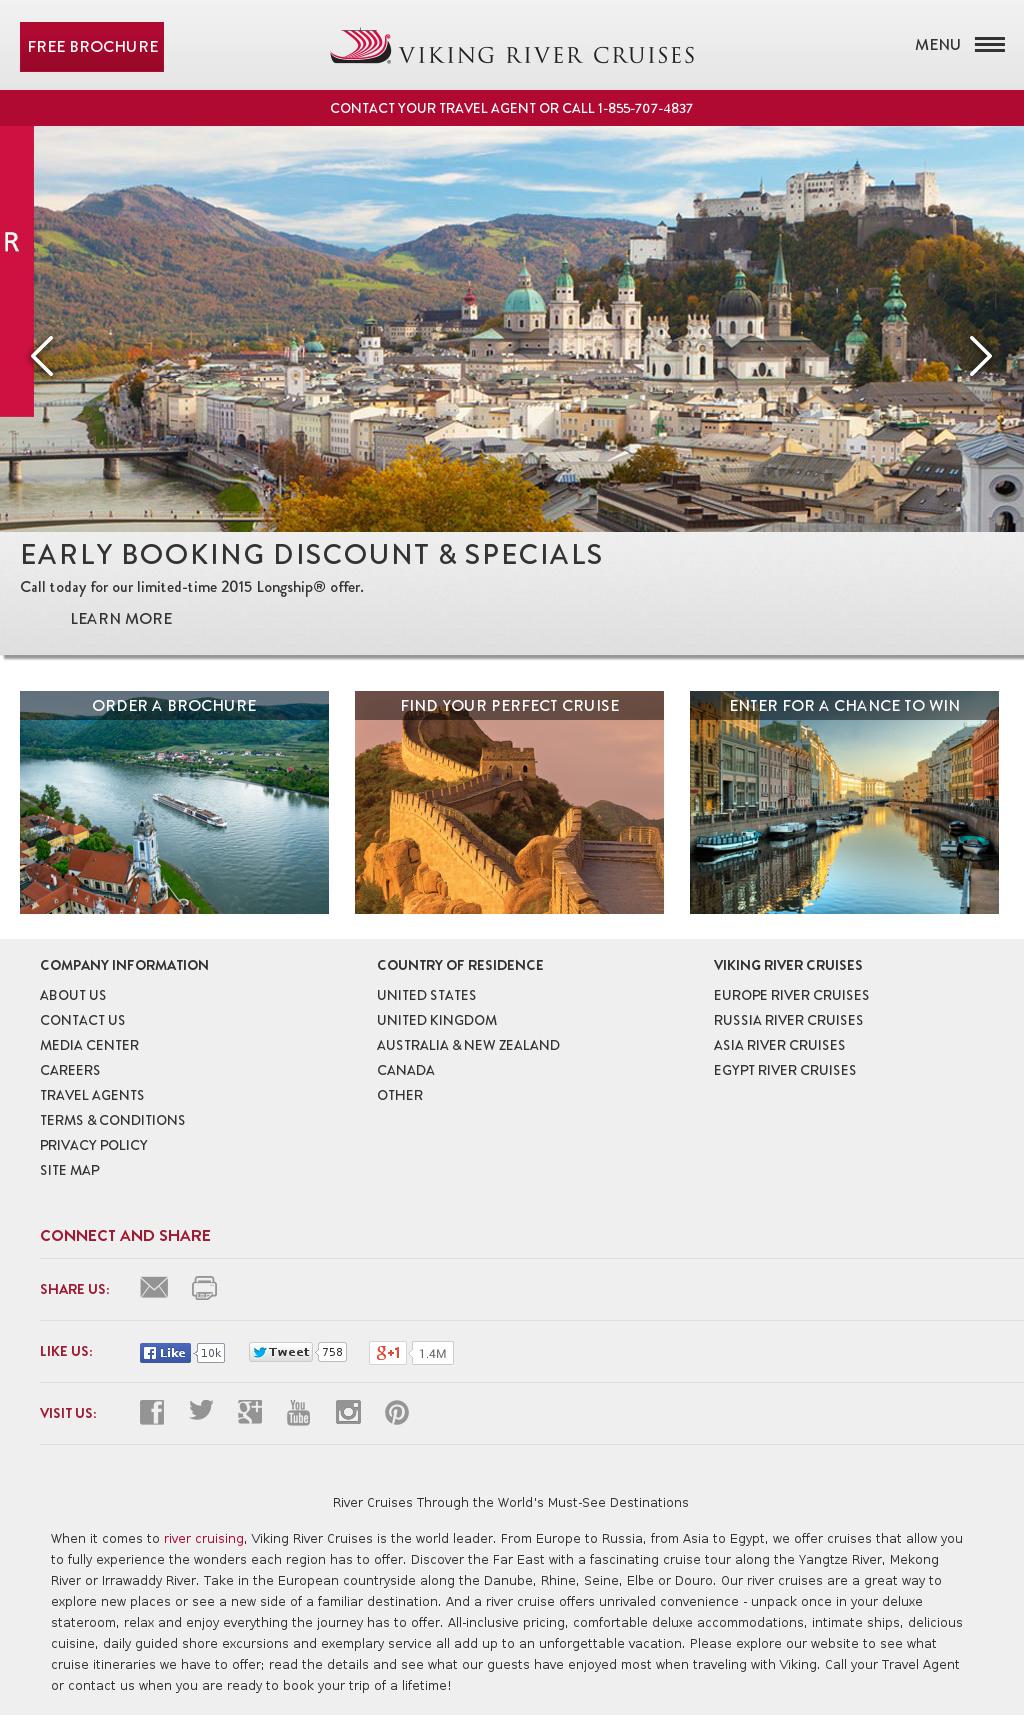 FREE BROCHURE
VIKING RIVER CRUISES
MENU
CONTACT YOUR TRAVEL AGENT OR CALL 1-855-707-4837
R
EARLY BOOKING DISCOUNT & SPECIALS
Call today for our limited-time 2015 Longship® offer.
LEARN MORE
ORDER A BROCHURE
FIND YOUR PERFECT CRUISE
ENTER FOR A CHANCE TO WIN
COMPANY INFORMATION
ABOUT US
CONTACT US
MEDIA CENTER
CAREERS
TRAVEL AGENTS
TERMS & CONDITIONS
PRIVACY POLICY
SITE MAP
COUNTRY OF RESIDENCE
UNITED STATES
UNITED KINGDOM
AUSTRALIA & NEW ZEALAND
CANADA
OTHER
VIKING RIVER CRUISES
EUROPE RIVER CRUISES
RUSSIA RIVER CRUISES
ASIA RIVER CRUISES
EGYPT RIVER CRUISES
CONNECT AND SHARE
SHARE US:
LIKE US: Like 10k Tweet 758 g+1 1.4M
VISIT US: You Tube
River Cruises Through the World's Must-See Destinations
When it comes to river cruising, Viking River Cruises is the world leader. From Europe to Russia, from Asia to Egypt, we offer cruises that allow you
to fully experience the wonders each region has to offer. Discover the Far East with a fascinating cruise tour along the Yangtze River, Mekong
River or Irrawaddy River. Take in the European countryside along the Danube, Rhine, Seine, Elbe or Douro. Our river cruises are a great way to
explore new places or see a new side of a familiar destination. And a river cruise offers unrivaled convenience - unpack once in your deluxe
stateroom, relax and enjoy everything the journey has to offer. All-inclusive pricing, comfortable deluxe accommodations, intimate ships, delicious
cuisine, daily guided shore excursions and exemplary service all add up to an unforgettable vacation. Please explore our website to see what
cruise itineraries we have to offer; read the details and see what our guests have enjoyed most when traveling with Viking. Call your Travel Agent
or contact us when you are ready to book your trip of a lifetime!